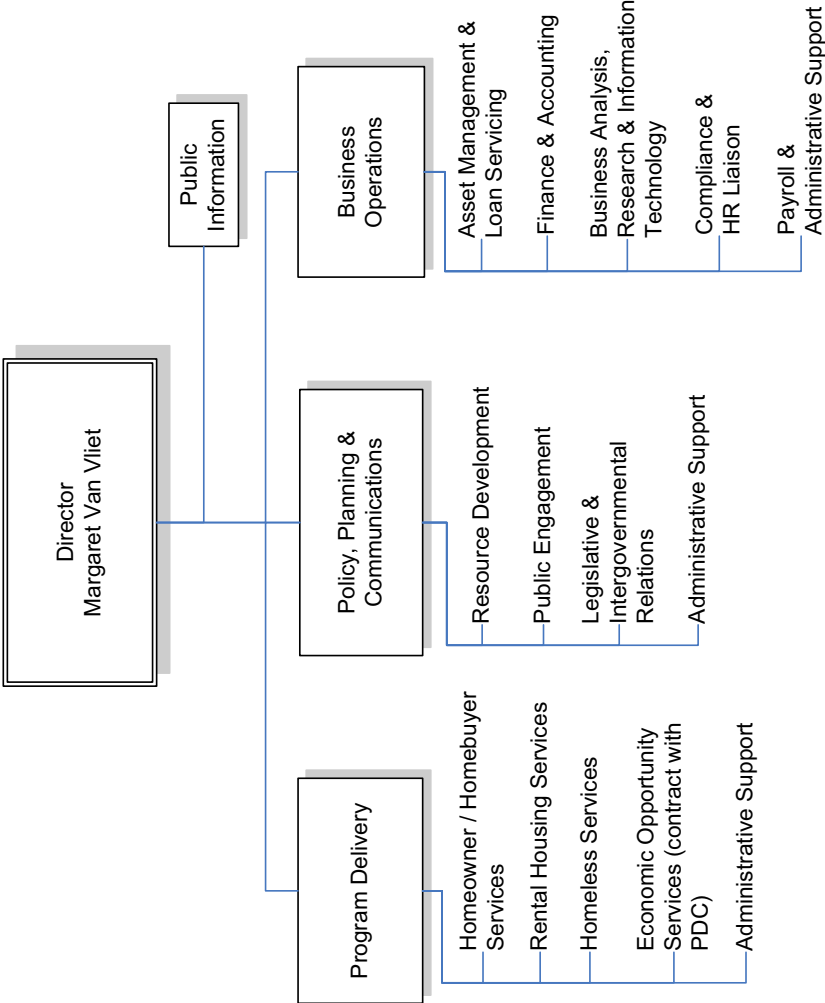 Director
Margaret Van Vliet
Public
Information
Program Delivery
Homeowner / Homebuyer
Services
Rental Housing Services
Homeless Services
Economic Opportunity
Services (contract with
PDC)
Administrative Support
Policy, Planning &
Communications
Resource Development
Public Engagement
Legislative &
Intergovernmental
Relations
Administrative Support
Business
Operations
Asset Management &
Loan Servicing
Finance & Accounting
Business Analysis,
Research & Information
Technology
Compliance &
HR Liaison
Payroll &
Administrative Support